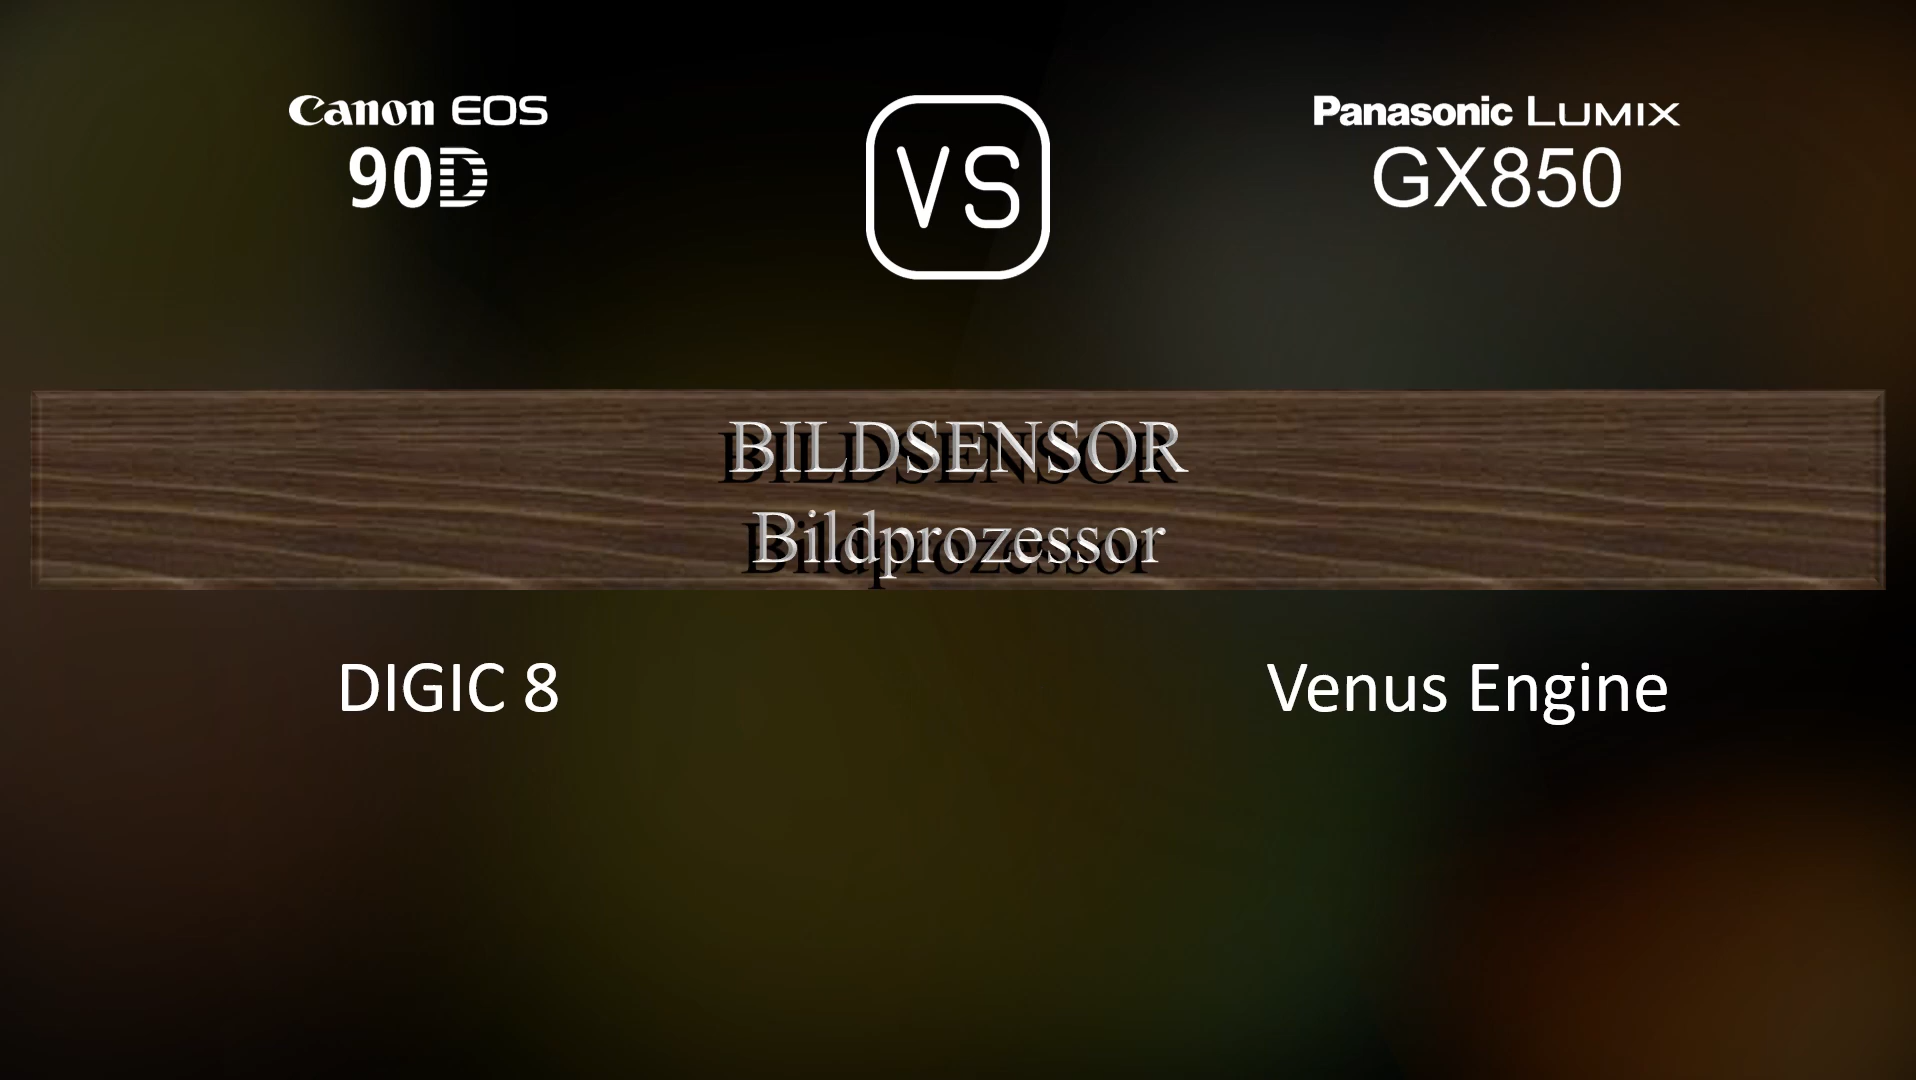 Canon EOS
90D
VS
Panasonic LUMIX
GX850
BILDSENSOR
Bildprozessor
DIGIC 8
Venus Engine